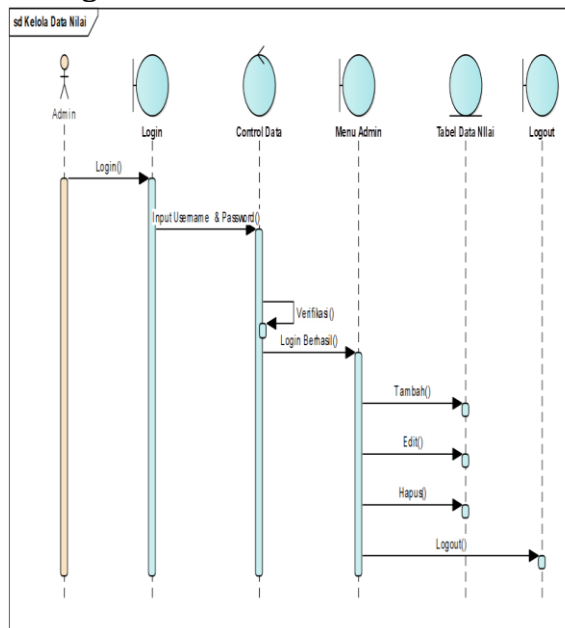 sd Kelola Data Nilai
Admin
Login
Control Data
Menu Admin
Tabel Data NIlai
Logout
Login()
Input Username & Password()
Verifikasi()
Login Berhasil()
Tambah()
Edit()
Hapus()
Logout()